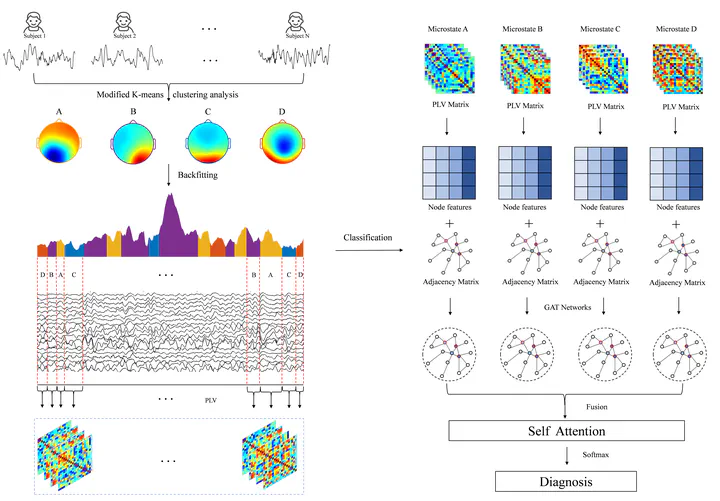 Subject 1 Subject 2 ... Subject N
...
Modified K-means clustering analysis
A B C D
Backfitting
D B A C ... B A C D
... PLV
...
Classification
Microstate A Microstate B Microstate C Microstate D
PLV Matrix PLV Matrix PLV Matrix PLV Matrix
Node features Node features Node features Node features
+ + + +
Adjacency Matrix Adjacency Matrix Adjacency Matrix Adjacency Matrix
GAT Networks
Fusion
Self Attention
Softmax
Diagnosis